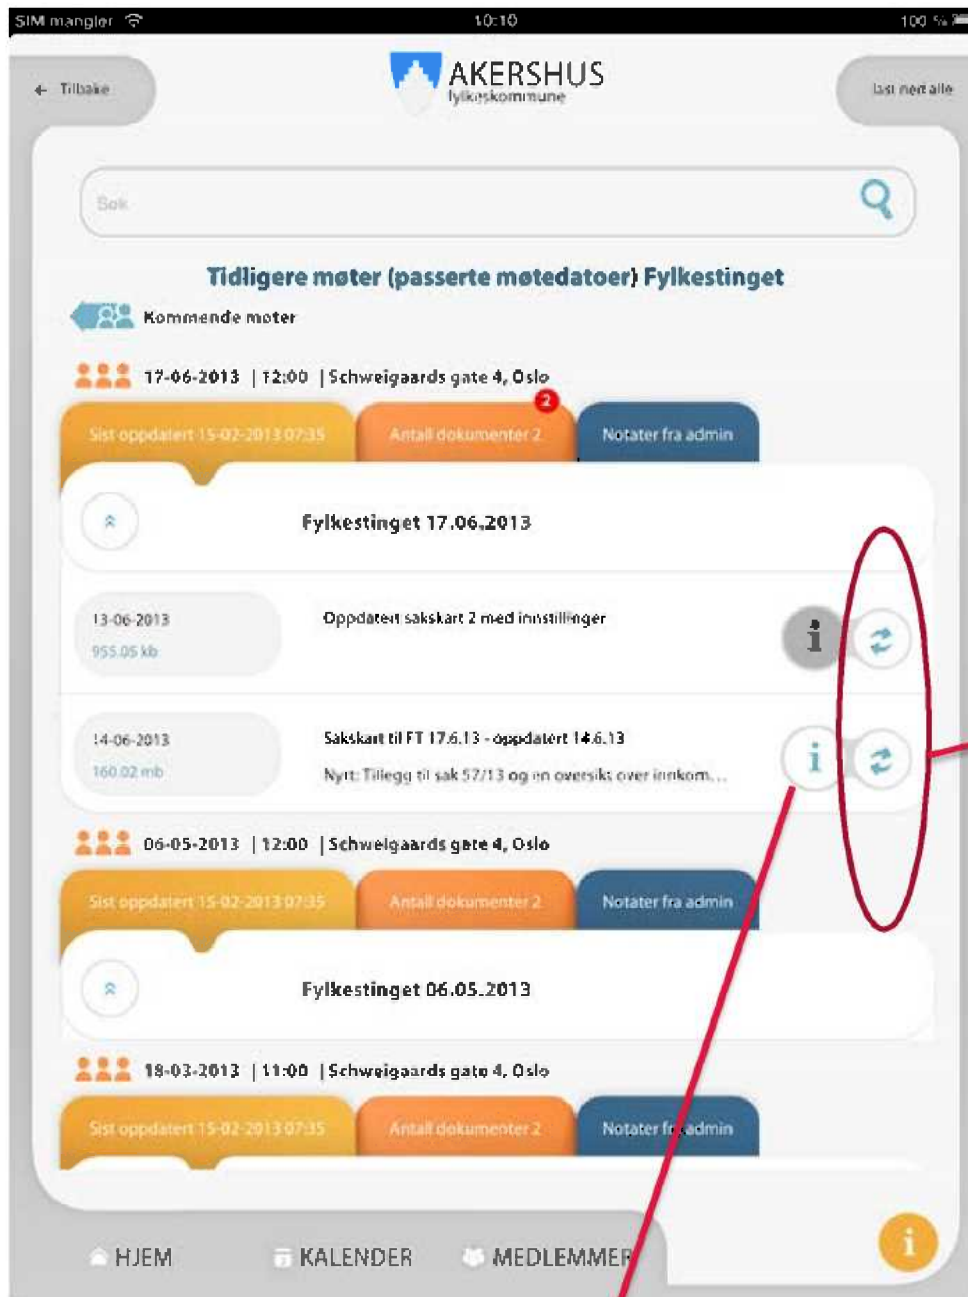 SIM mangler 10:10 100 %
← Tilbake
AKERSHUS
fylkeskommune
last ned alle
Søk
Tidligere møter (passerte møtedatoer) Fylkestinget
Kommende møter
17-06-2013 | 12:00 | Schweigaards gate 4, Oslo
2
Sist oppdatert 15-02-2013 07:35 Antall dokumenter 2 Notater fra admin
Fylkestinget 17.06.2013
13-06-2013 Oppdatert sakskart 2 med innstillinger
955.05 kb
i
14-06-2013 Sakskart til FT 17.6.13 - oppdatert 14.6.13
160.02 mb Nytt: Tillegg til sak 57/13 og en oversikt over innkom...
i
06-05-2013 | 12:00 | Schweigaards gate 4, Oslo
Sist oppdatert 15-02-2013 07:35 Antall dokumenter 2 Notater fra admin
Fylkestinget 06.05.2013
18-03-2013 | 11:00 | Schweigaards gate 4, Oslo
Sist oppdatert 15-02-2013 07:35 Antall dokumenter 2 Notater fra admin
HJEM KALENDER MEDLEMMER
i